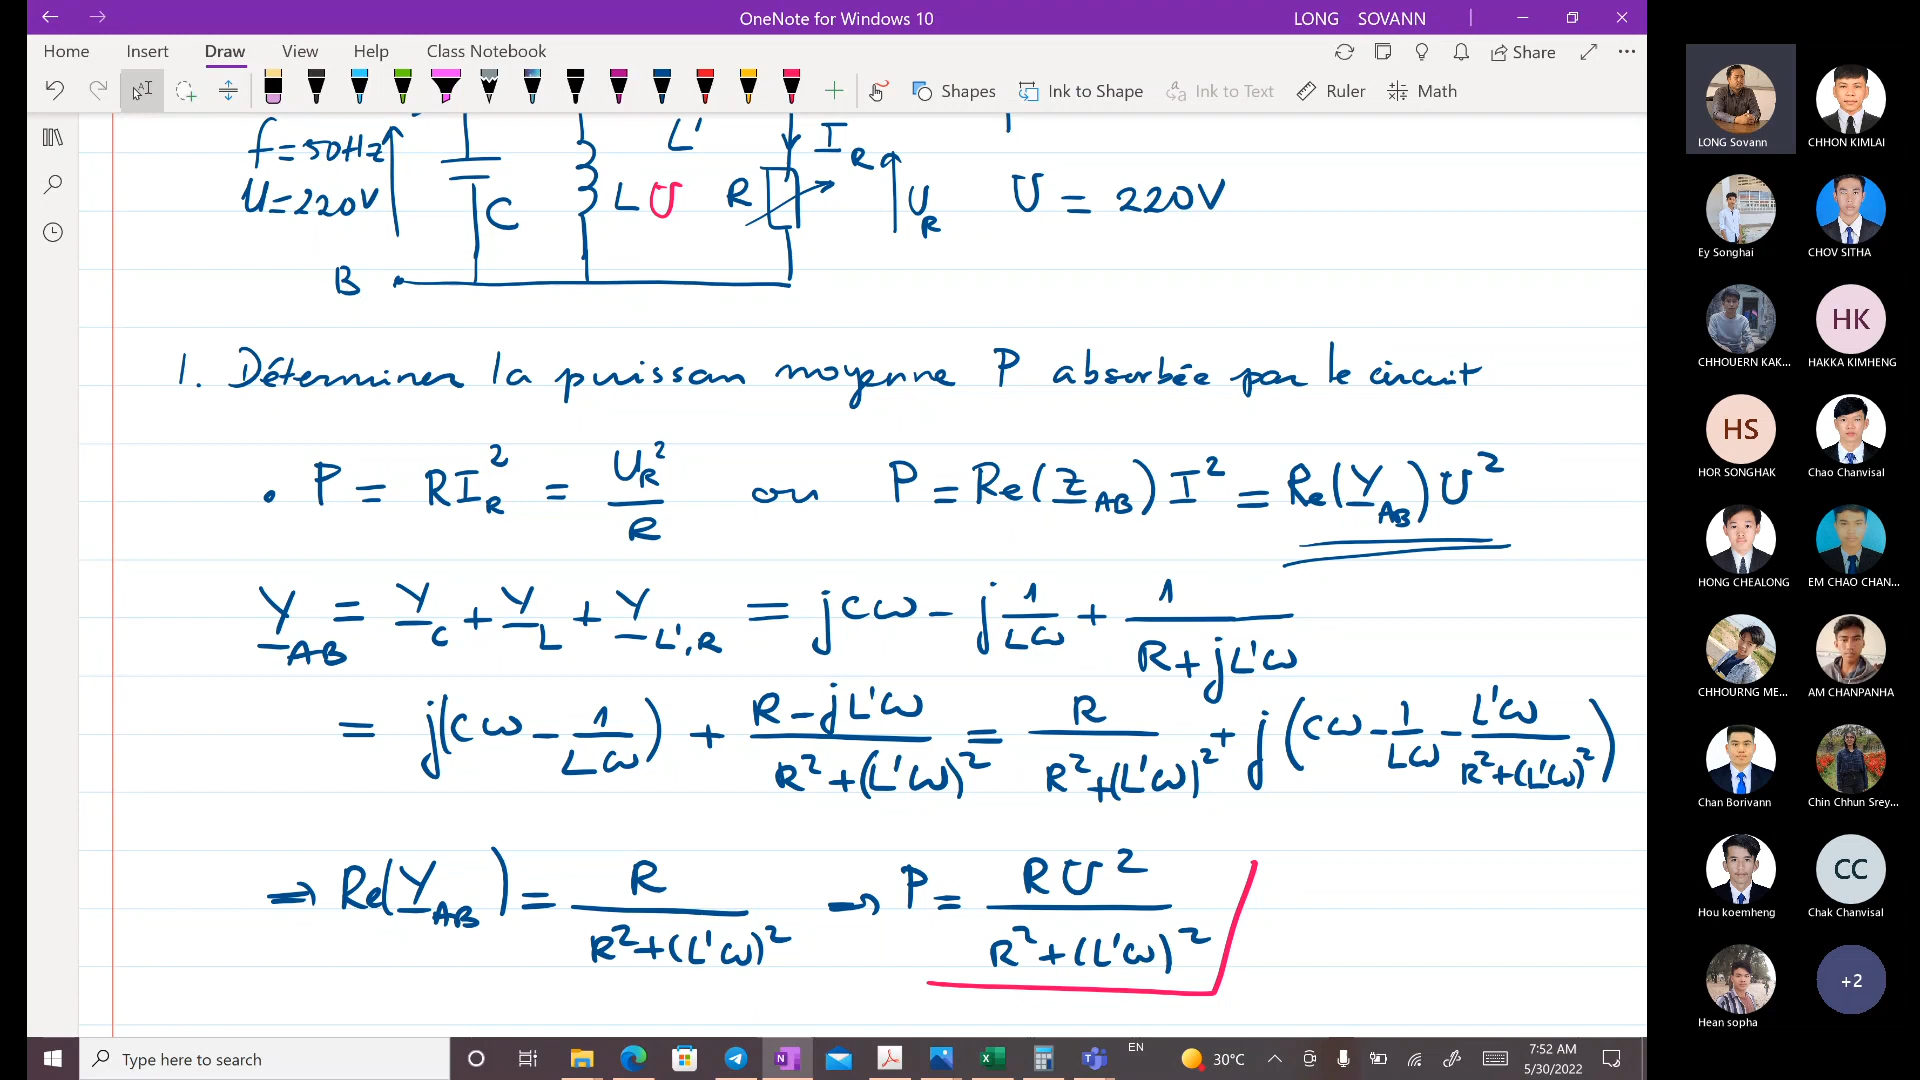 OneNote for Windows 10
LONG SOVANN
Home Insert Draw View Help Class Notebook
Share
Shapes Ink to Shape Ink to Text Ruler Math
f=50Hz
U=220V
C
L U
L'
R
I_R
U_R
U = 220V
B
1. Déterminer la puissan moyenne P absorbée par le circuit
• P = RI_R^2 = U_R^2/R ou P = Re(Z_AB) I^2 = Re(Y_AB) U^2
Y_AB = Y_C + Y_L + Y_L',R = jCω - j 1/Lω + 1/(R+jL'ω)
= j(Cω - 1/Lω) + (R-jL'ω)/(R^2+(L'ω)^2) = R/(R^2+(L'ω)^2) + j(Cω - 1/Lω - L'ω/(R^2+(L'ω)^2))
⇒ Re(Y_AB) = R/(R^2+(L'ω)^2) → P = RU^2/(R^2+(L'ω)^2)
LONG Sovann
CHHON KIMLAI
Ey Songhai
CHOV SITHA
CHHOUERN KAK...
HK
HAKKA KIMHENG
HS
HOR SONGHAK
Chao Chanvisal
HONG CHEALONG
EM CHAO CHAN...
CHHOURNG ME...
AM CHANPANHA
Chan Borivann
Chin Chhun Srey...
Hou koemheng
CC
Chak Chanvisal
Hean sopha
+2
Type here to search
EN
30°C
7:52 AM
5/30/2022